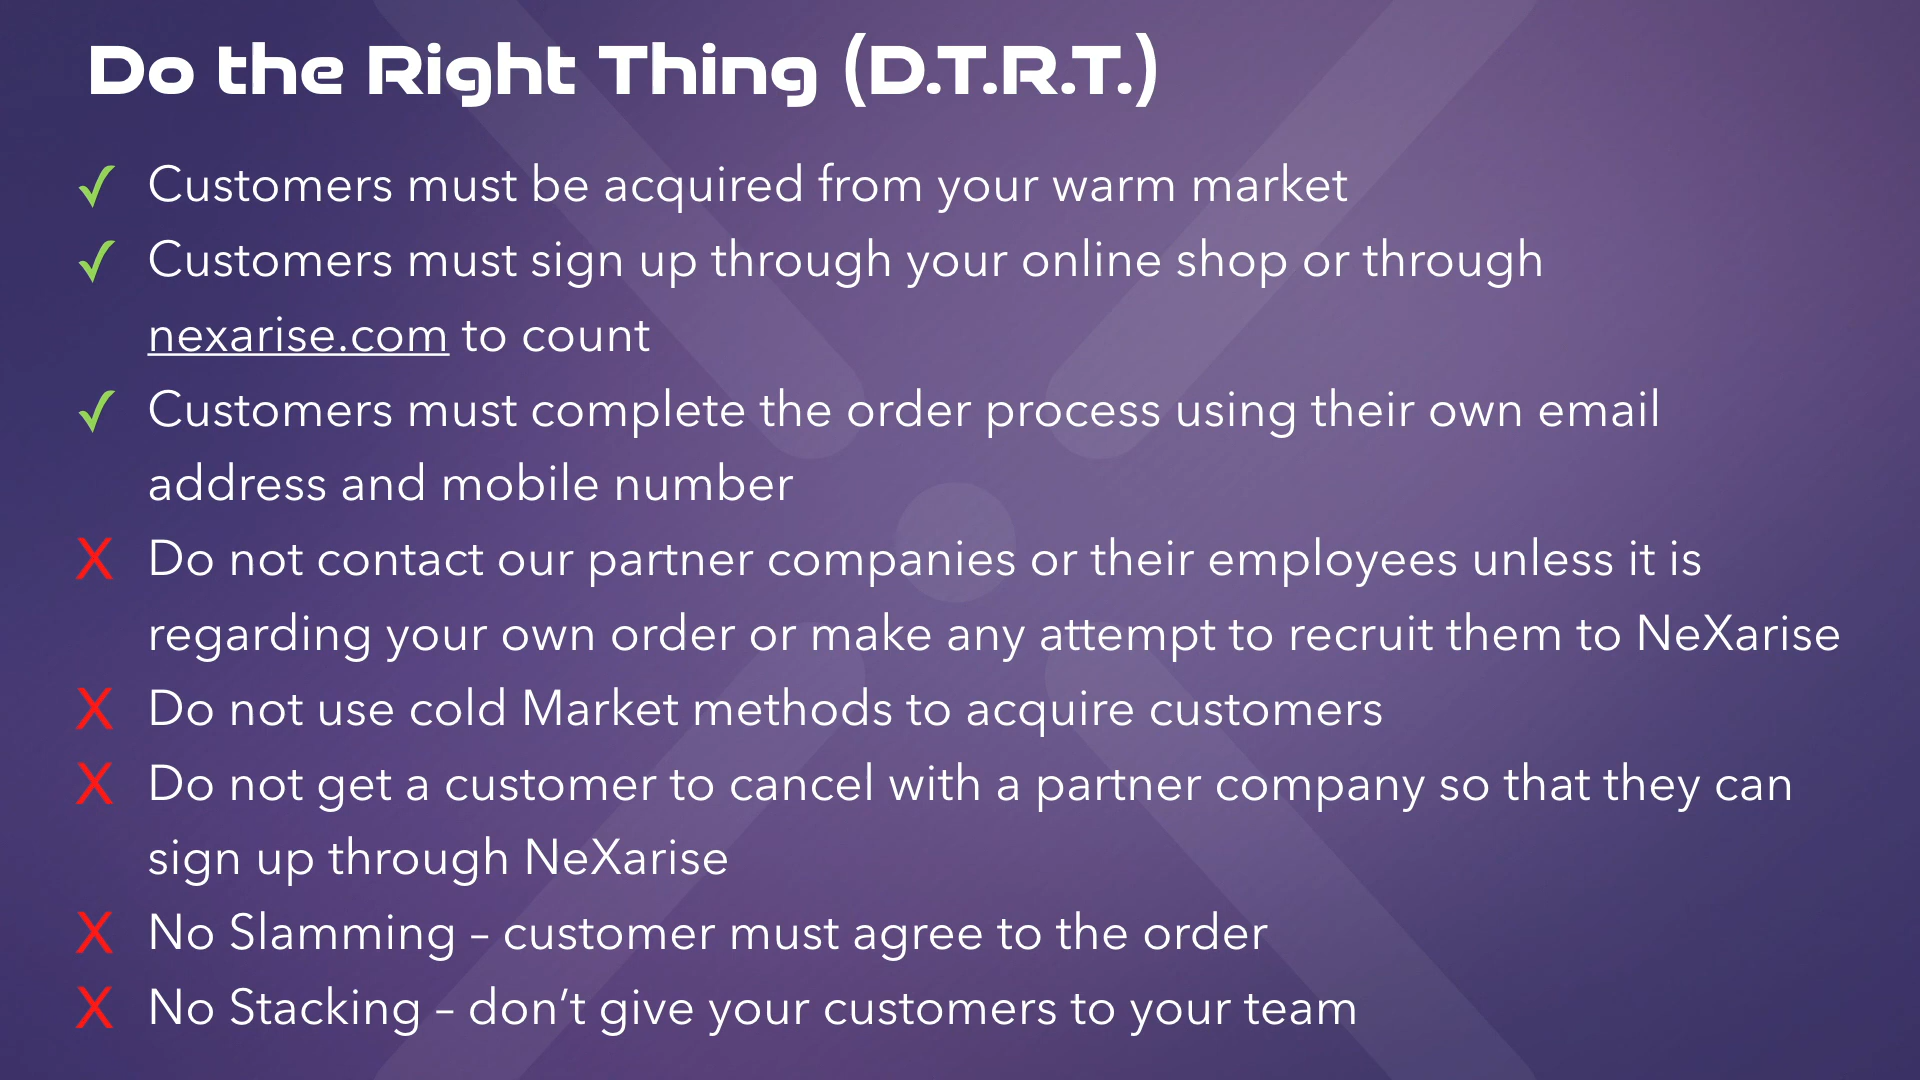 Do the Right Thing (D.T.R.T.)
✓ Customers must be acquired from your warm market
✓ Customers must sign up through your online shop or through
nexarise.com to count
✓ Customers must complete the order process using their own email
address and mobile number
X Do not contact our partner companies or their employees unless it is
regarding your own order or make any attempt to recruit them to NeXarise
X Do not use cold Market methods to acquire customers
X Do not get a customer to cancel with a partner company so that they can
sign up through NeXarise
X No Slamming – customer must agree to the order
X No Stacking – don’t give your customers to your team